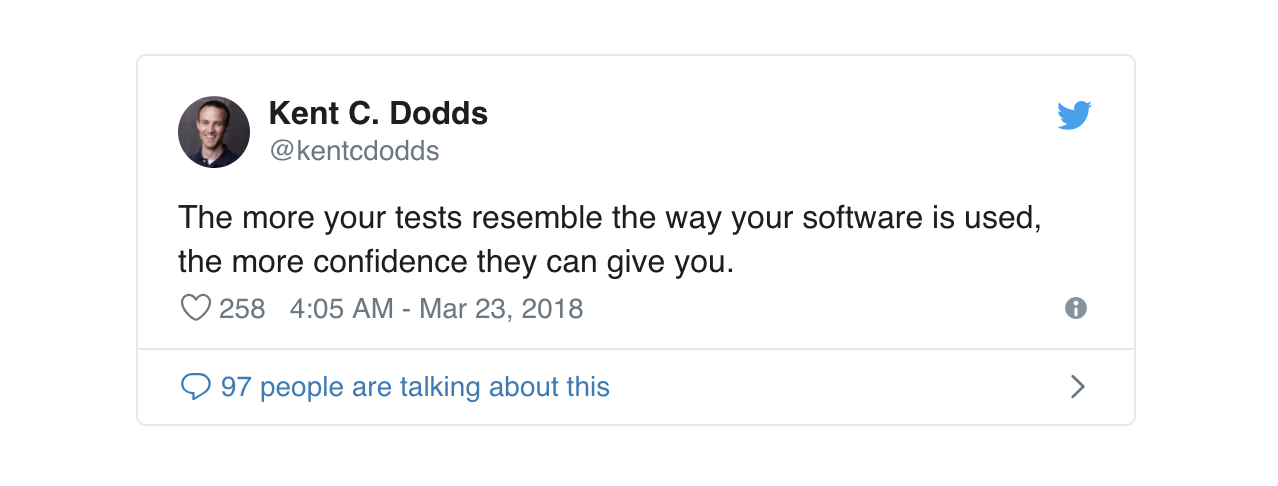 Kent C. Dodds
@kentcdodds
The more your tests resemble the way your software is used,
the more confidence they can give you.
258 4:05 AM - Mar 23, 2018
97 people are talking about this